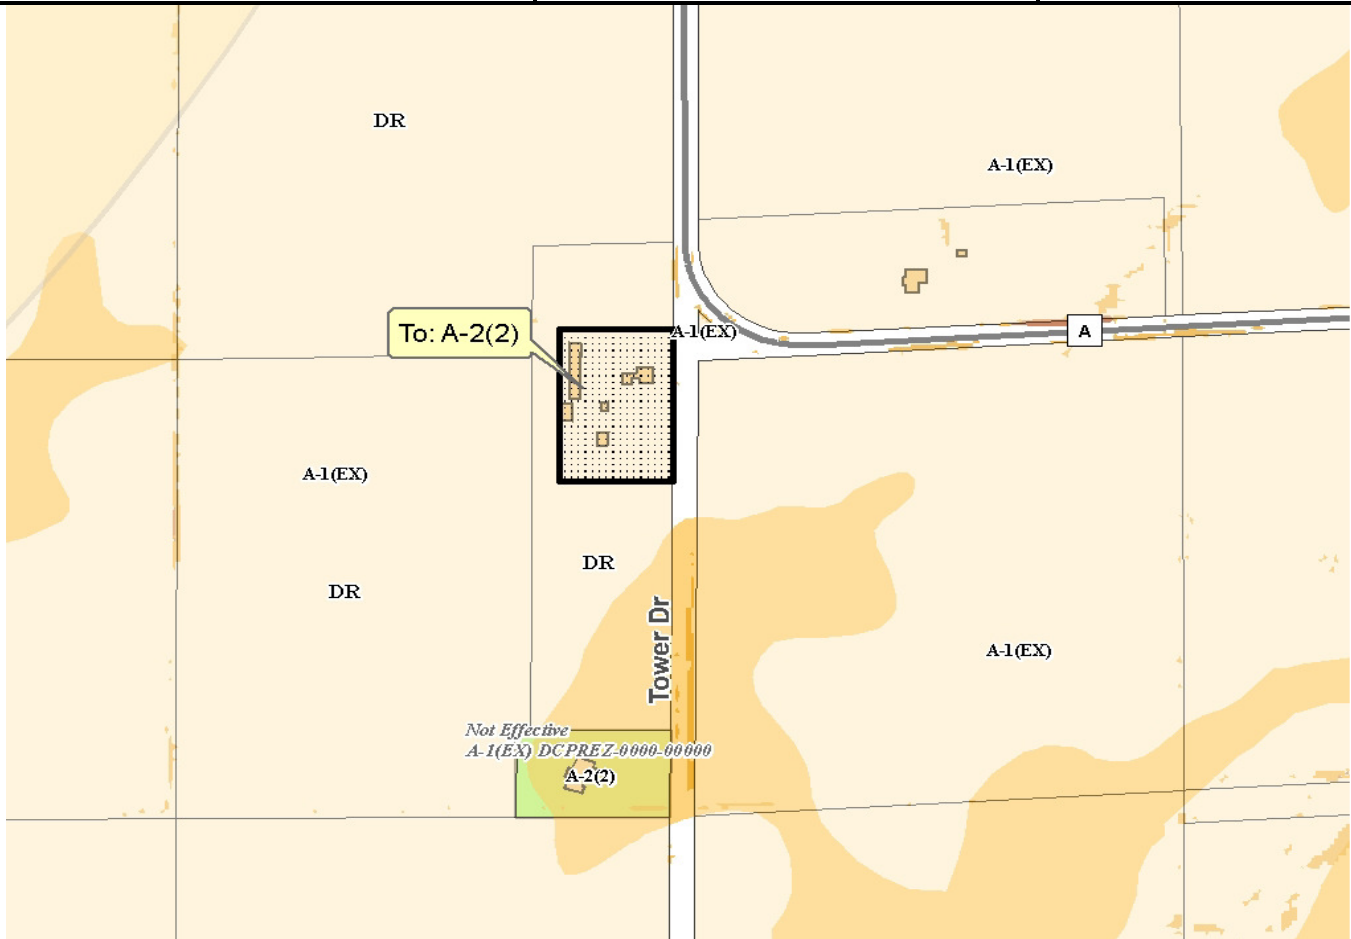 DR
A-1(EX)
To: A-2(2)
A-1(EX)
A
A-1(EX)
DR
DR
Tower Dr
A-1(EX)
Not Effective
A-1(EX) DCPREZ-0000-00000
A-2(2)